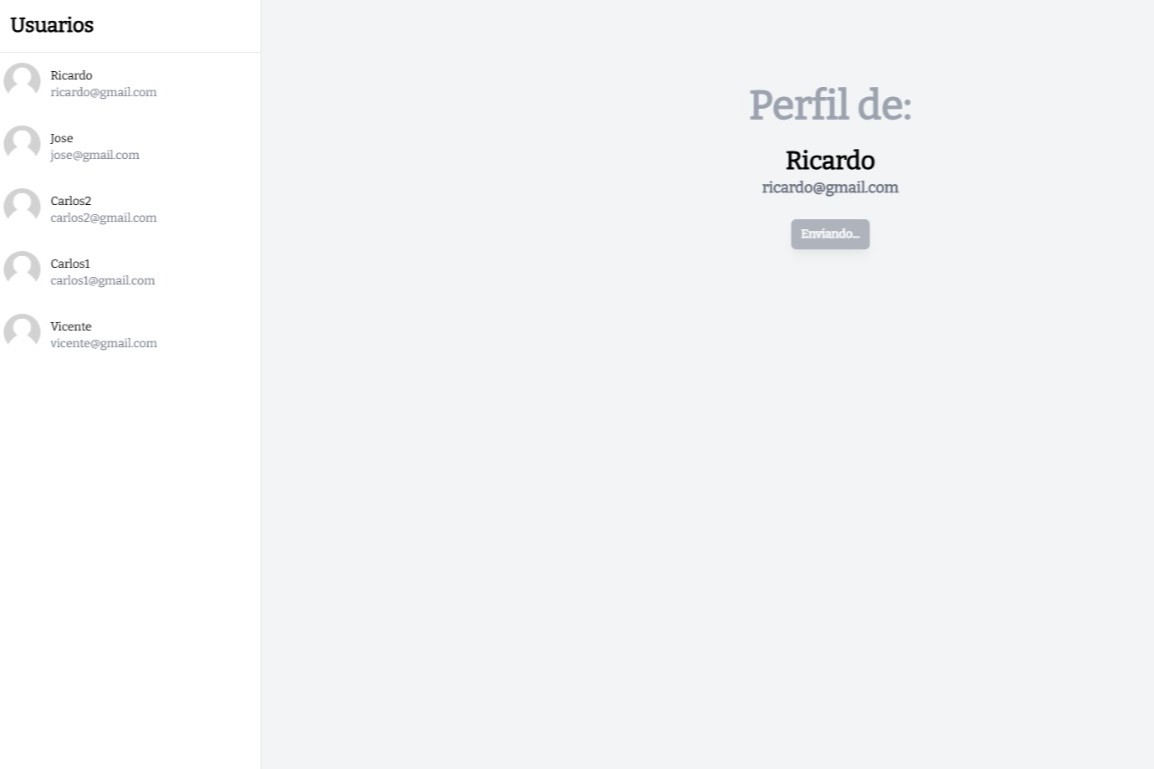 Usuarios
Ricardo
ricardo@gmail.com
Jose
jose@gmail.com
Carlos2
carlos2@gmail.com
Carlos1
carlos1@gmail.com
Vicente
vicente@gmail.com
Perfil de:
Ricardo
ricardo@gmail.com
Enviando...